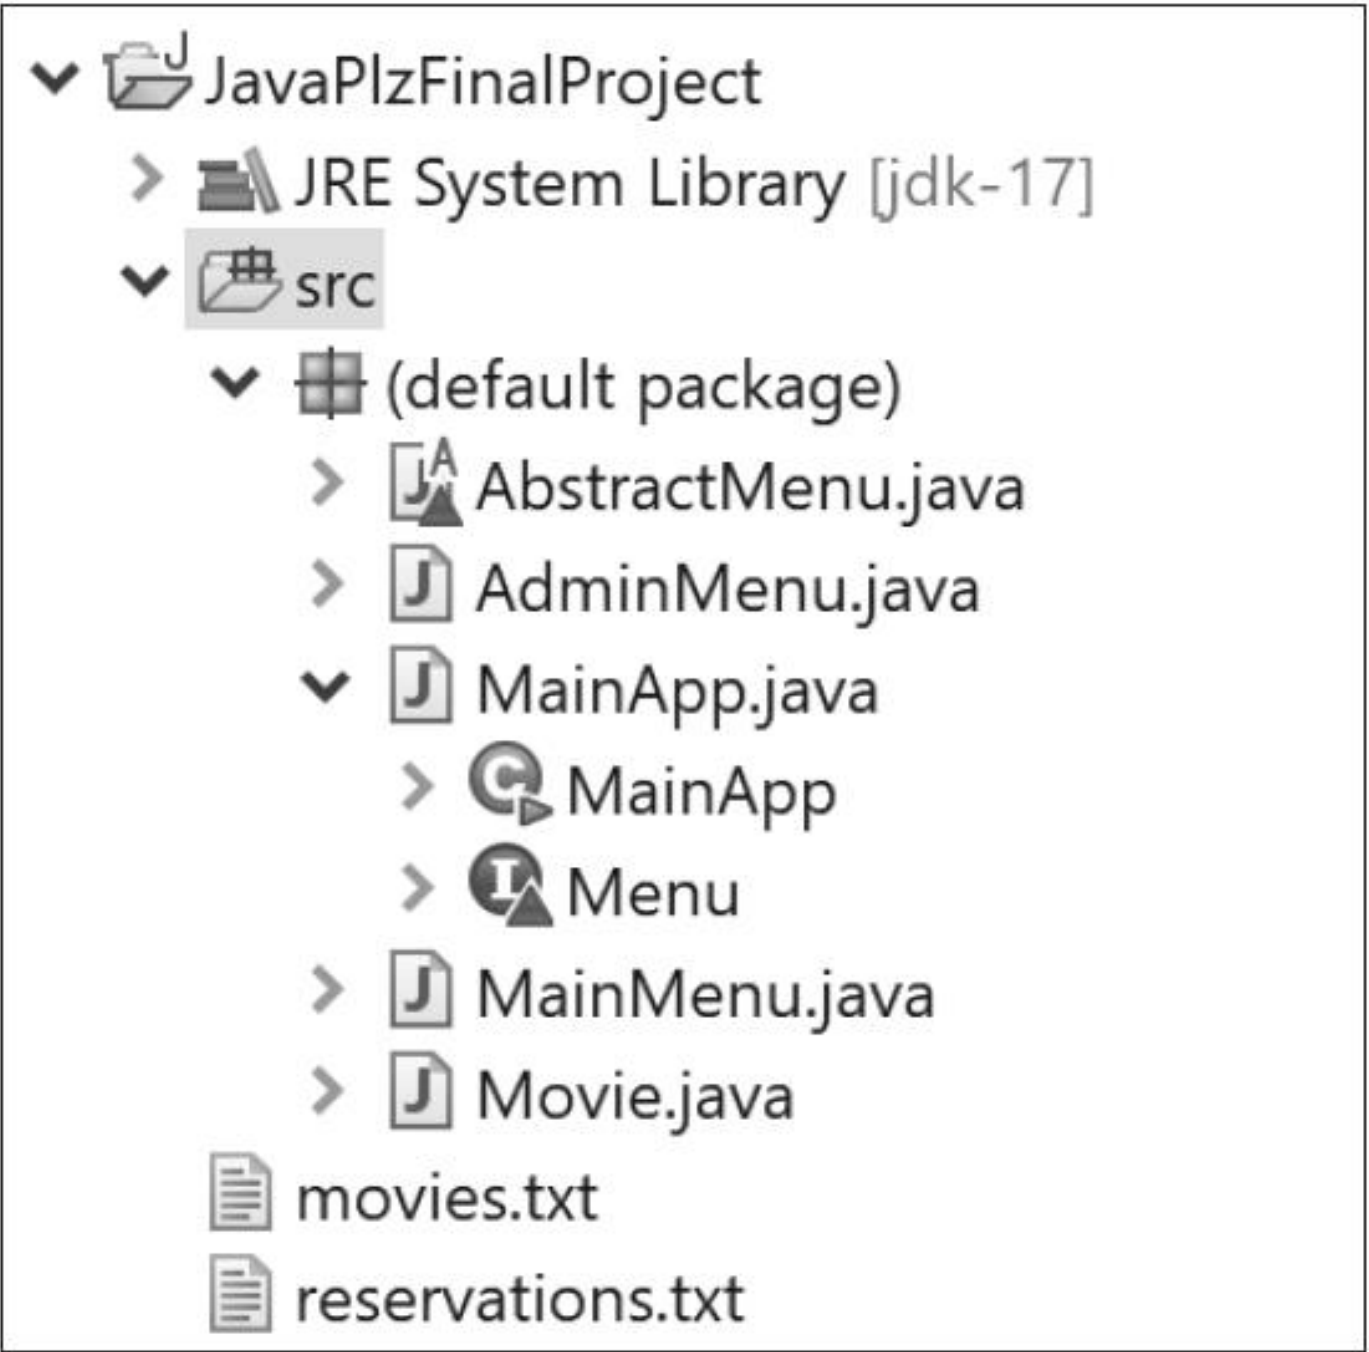 JavaPlzFinalProject
JRE System Library [jdk-17]
src
(default package)
AbstractMenu.java
AdminMenu.java
MainApp.java
MainApp
Menu
MainMenu.java
Movie.java
movies.txt
reservations.txt